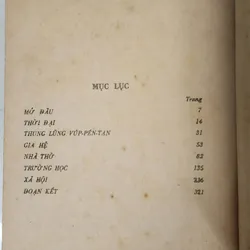 MỤC LỤC
Trang
MỞ ĐẦU 7
THỜI ĐẠI 14
THUNG LŨNG VÚP-PÉN-TAN 31
GIA HỆ 53
NHÀ THỜ 82
TRƯỜNG HỌC 135
XÃ HỘI 236
ĐOẠN KẾT 321